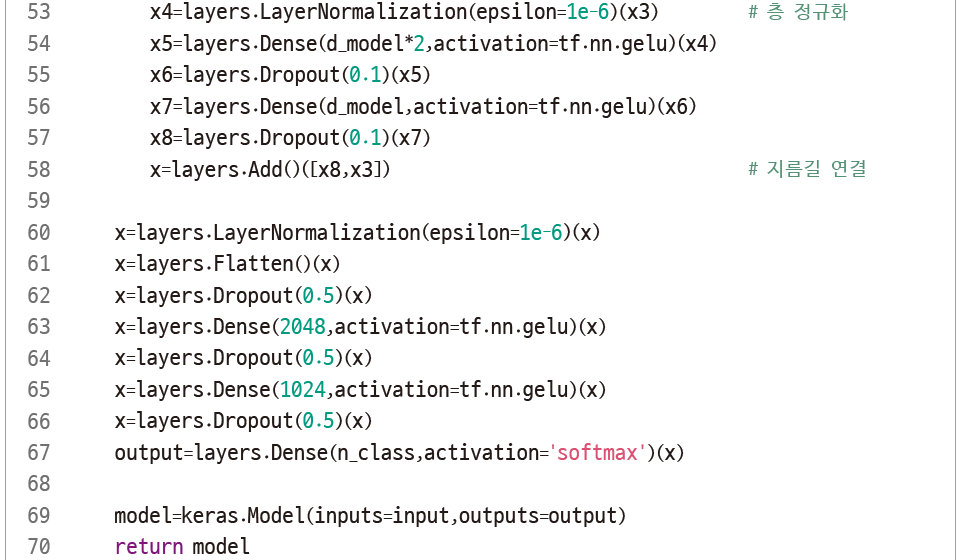 53 x4=layers.LayerNormalization(epsilon=1e-6)(x3) # 층 정규화
54 x5=layers.Dense(d_model*2,activation=tf.nn.gelu)(x4)
55 x6=layers.Dropout(0.1)(x5)
56 x7=layers.Dense(d_model,activation=tf.nn.gelu)(x6)
57 x8=layers.Dropout(0.1)(x7)
58 x=layers.Add()([x8,x3]) # 지름길 연결
59
60 x=layers.LayerNormalization(epsilon=1e-6)(x)
61 x=layers.Flatten()(x)
62 x=layers.Dropout(0.5)(x)
63 x=layers.Dense(2048,activation=tf.nn.gelu)(x)
64 x=layers.Dropout(0.5)(x)
65 x=layers.Dense(1024,activation=tf.nn.gelu)(x)
66 x=layers.Dropout(0.5)(x)
67 output=layers.Dense(n_class,activation='softmax')(x)
68
69 model=keras.Model(inputs=input,outputs=output)
70 return model